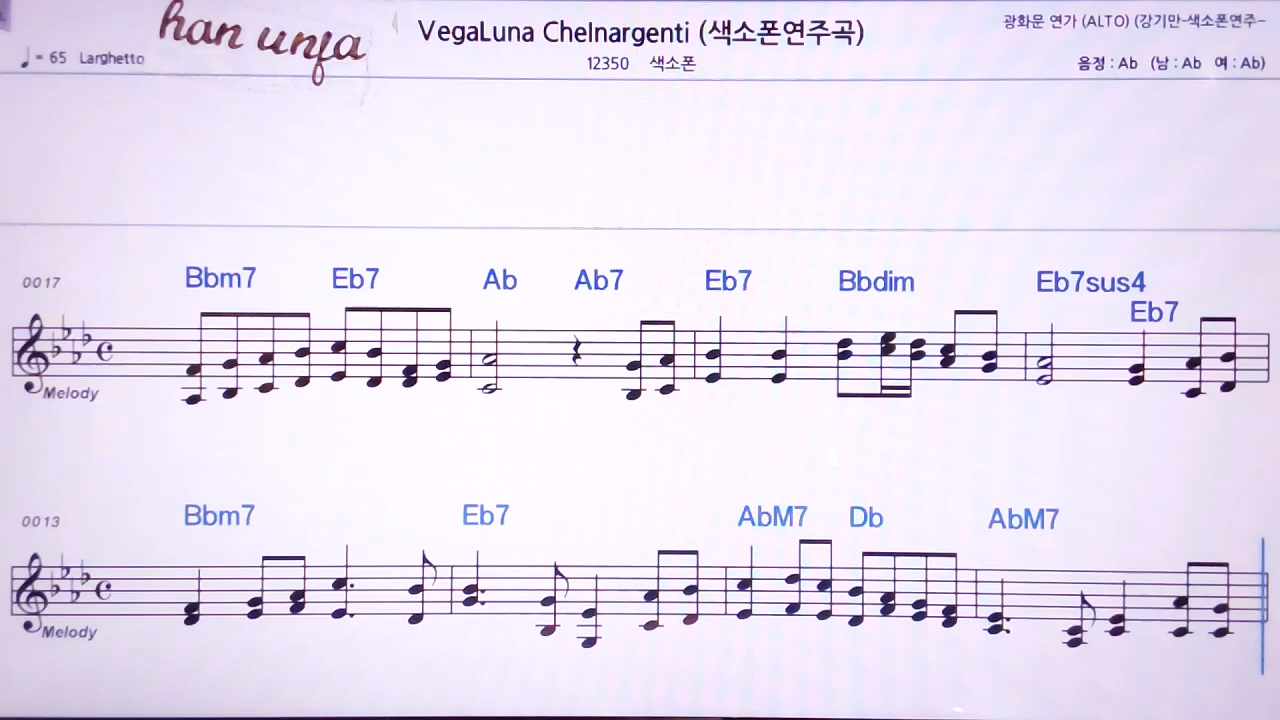 han unja
VegaLuna Chelnargenti (색소폰연주곡)
광화운 연가 (ALTO) (강기만-색소폰연주-
= 65 Larghetto
12350 색소폰
음정 : Ab (남 : Ab 여 : Ab)
0017
Bbm7 Eb7 Ab Ab7 Eb7 Bbdim Eb7sus4
Eb7
Melody
0013
Bbm7 Eb7 AbM7 Db AbM7
Melody